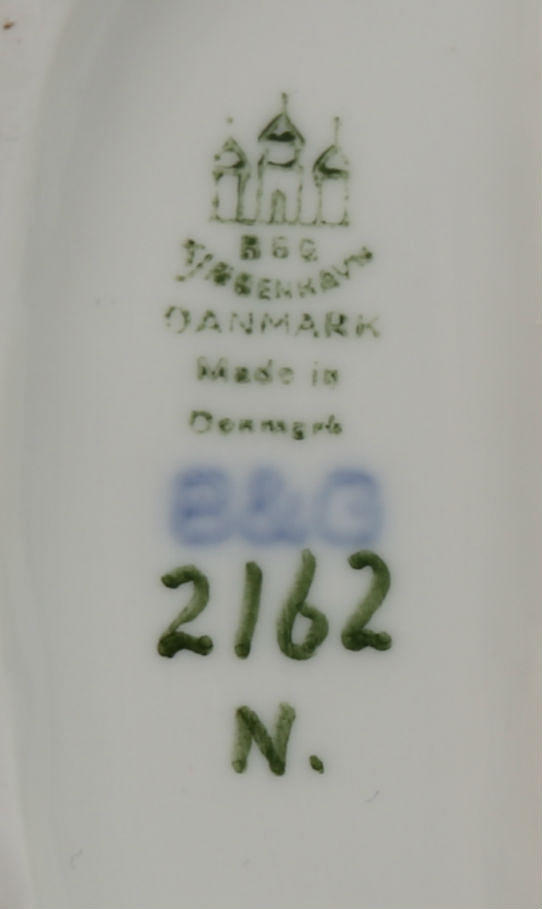 B&G
KJØBENHAVN
DANMARK
Made in
Denmark
B&G
2162
N.